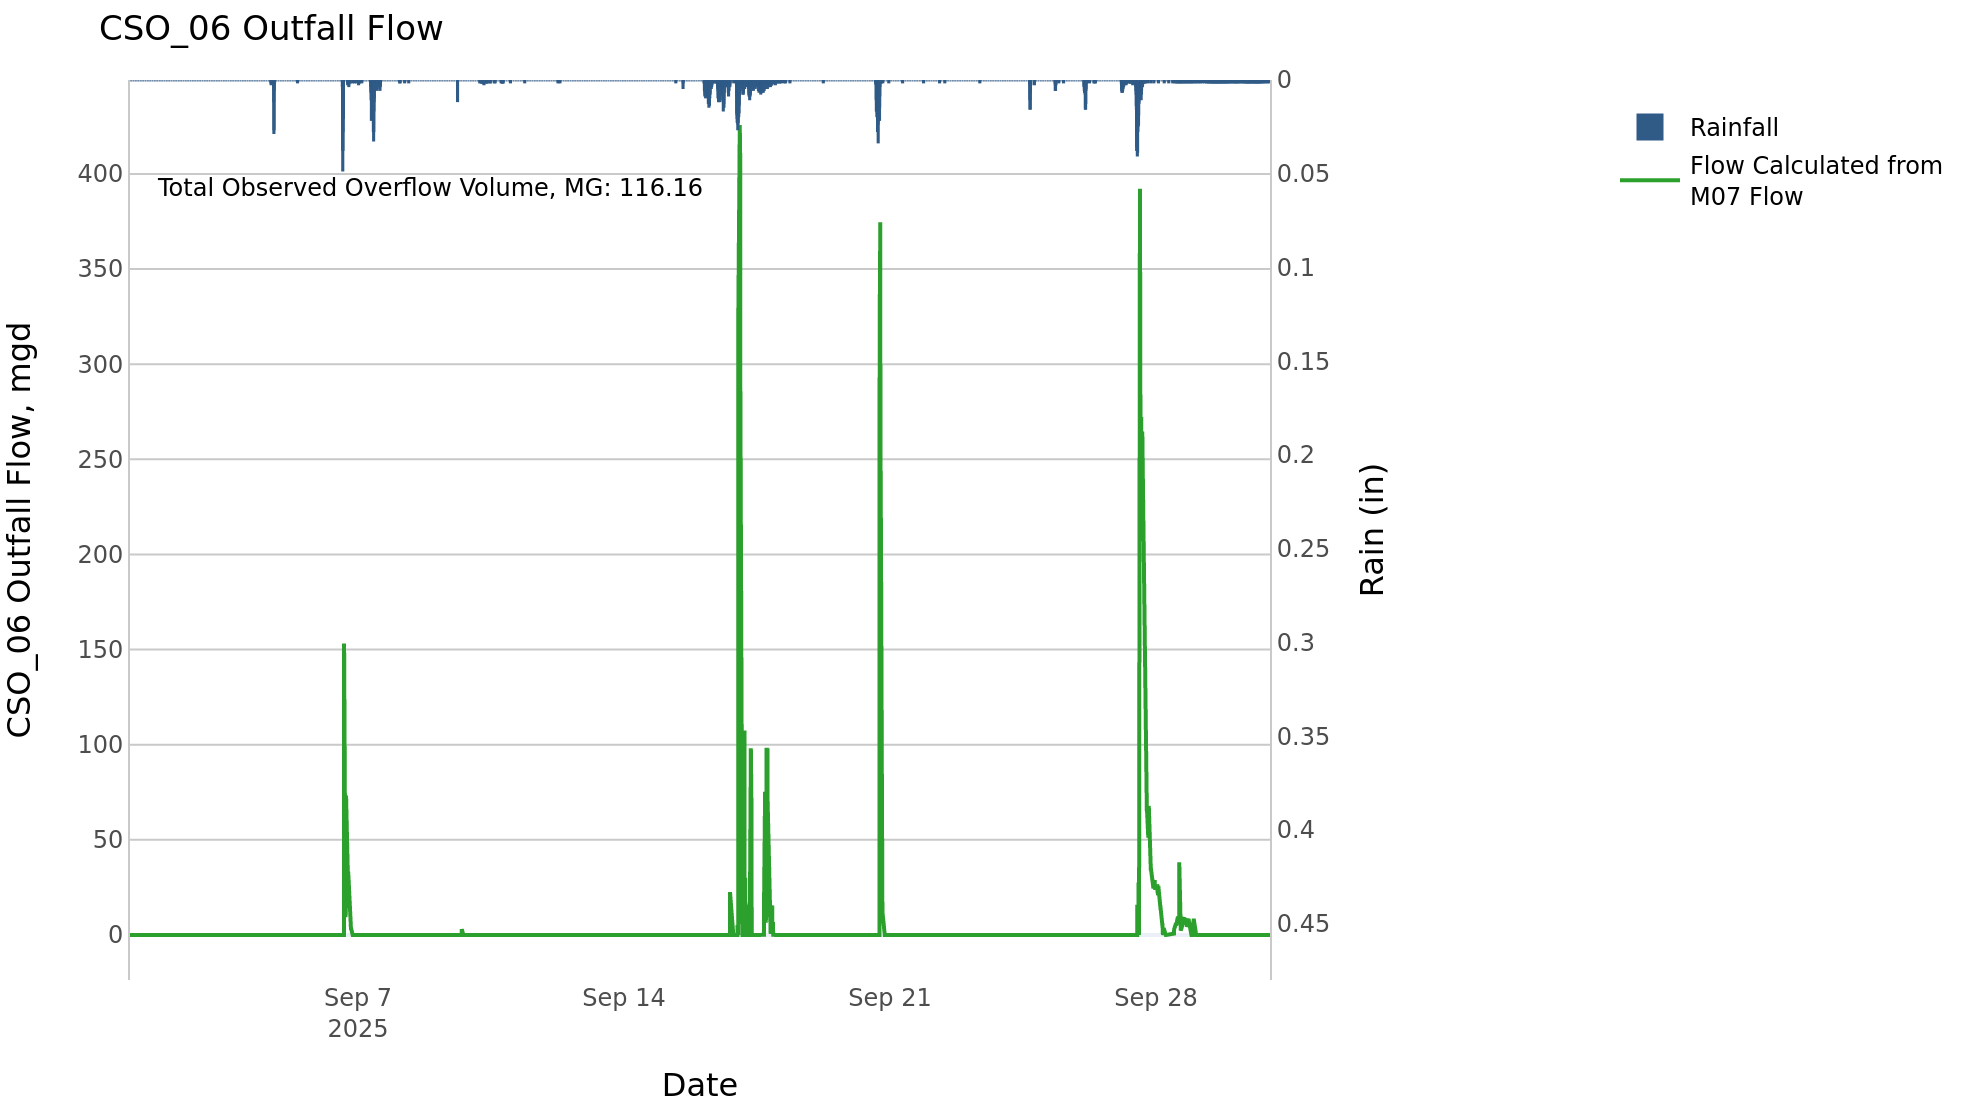 CSO_06 Outfall Flow
Total Observed Overflow Volume, MG: 116.16
CSO_06 Outfall Flow, mgd
400
350
300
250
200
150
100
50
0
0
0.05
0.1
0.15
0.2
0.25
0.3
0.35
0.4
0.45
Rain (in)
Sep 7
2025
Sep 14
Sep 21
Sep 28
Date
Rainfall
Flow Calculated from
M07 Flow